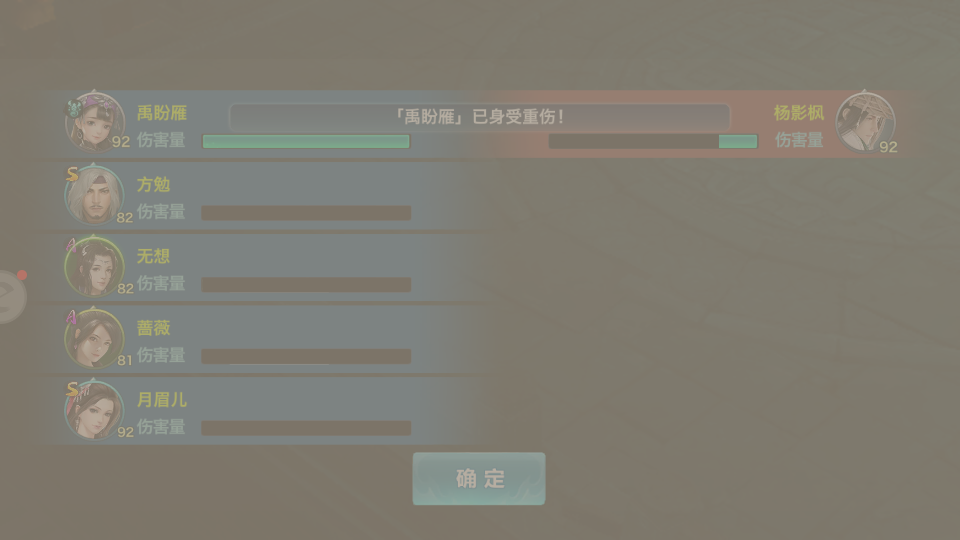 禹盼雁
「禹盼雁」已身受重伤!
杨影枫
92 伤害量
伤害量 92
S 方勉
82 伤害量
A 无想
82 伤害量
A 蔷薇
81 伤害量
S 月眉儿
92 伤害量
确定